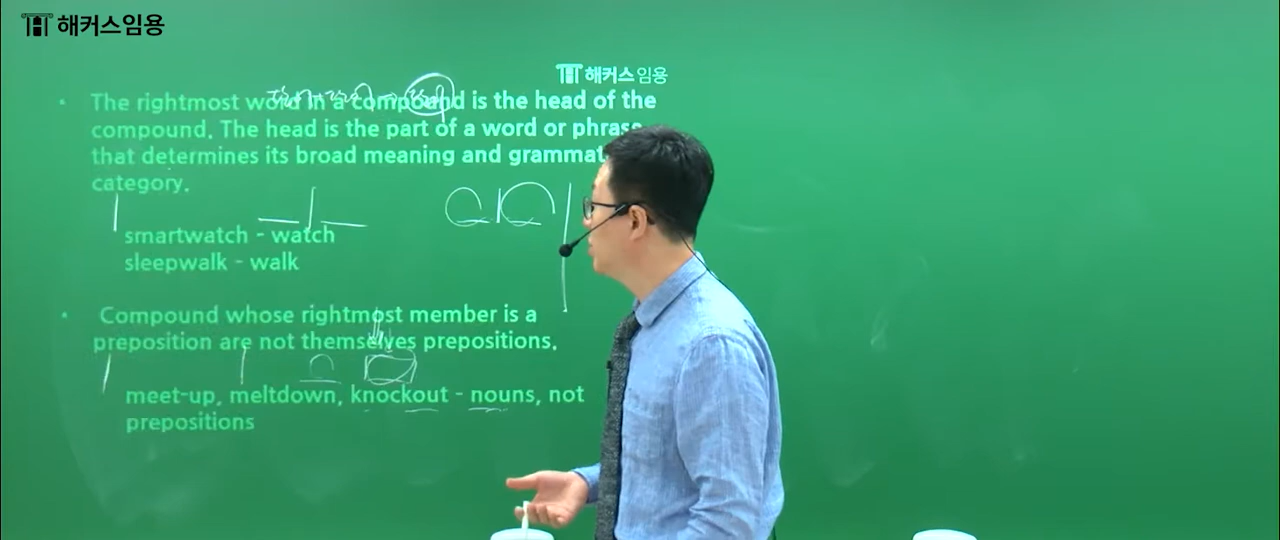 해커스임용
해커스임용
• The rightmost word in a compound is the head of the
compound. The head is the part of a word or phrase
that determines its broad meaning and grammat
category.
smartwatch - watch
sleepwalk - walk
• Compound whose rightmost member is a
preposition are not themselves prepositions.
meet-up, meltdown, knockout - nouns, not
prepositions